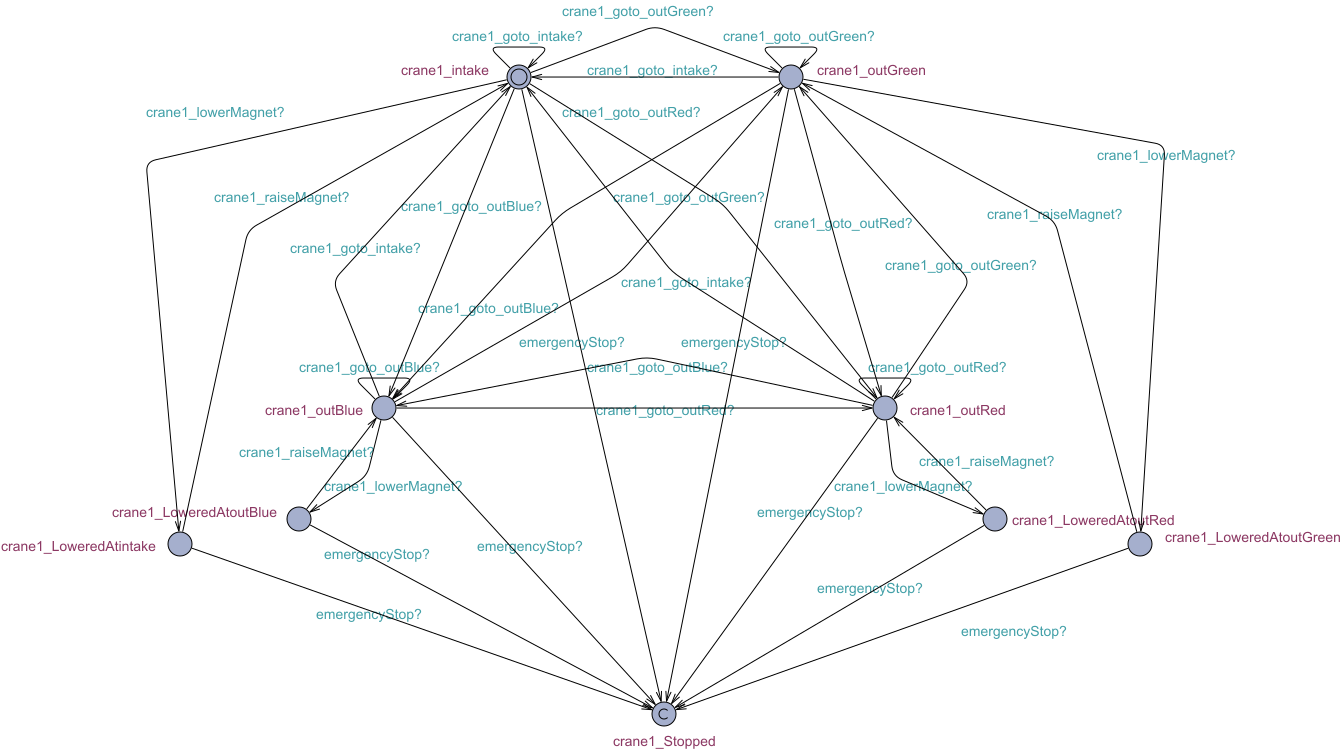 crane1_goto_outGreen?
crane1_goto_intake?
crane1_goto_outGreen?
crane1_intake
crane1_goto_intake?
crane1_outGreen
crane1_lowerMagnet?
crane1_goto_outRed?
crane1_lowerMagnet?
crane1_raiseMagnet?
crane1_goto_outBlue?
crane1_goto_outGreen?
crane1_goto_outRed?
crane1_raiseMagnet?
crane1_goto_intake?
crane1_goto_outGreen?
crane1_goto_intake?
crane1_goto_outBlue?
emergencyStop?
emergencyStop?
crane1_goto_outBlue?
crane1_goto_outBlue?
crane1_goto_outRed?
crane1_outBlue
crane1_goto_outRed?
crane1_outRed
crane1_raiseMagnet?
crane1_raiseMagnet?
crane1_lowerMagnet?
crane1_lowerMagnet?
crane1_LoweredAtoutBlue
emergencyStop?
crane1_LoweredAtoutRed
crane1_LoweredAtintake
emergencyStop?
emergencyStop?
crane1_LoweredAtoutGreen
emergencyStop?
emergencyStop?
emergencyStop?
C
crane1_Stopped